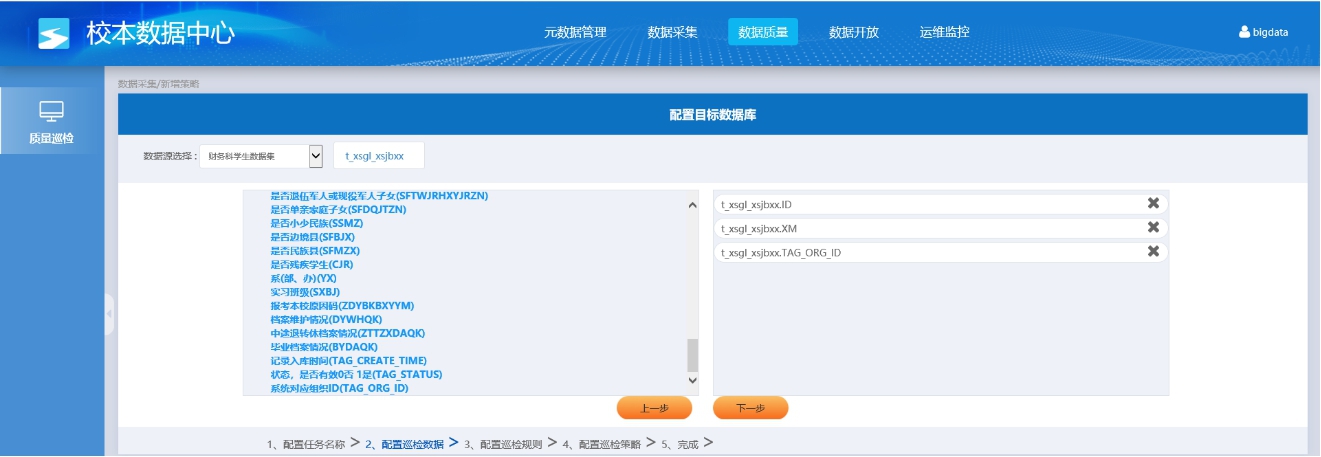 校本数据中心
元数据管理 数据采集 数据质量 数据开放 运维监控
bigdata
数据采集/新增策略
质量巡检
配置目标数据库
数据源选择： 财务科学生数据集 t_xsgl_xsjbxx
是否退伍军人或现役军人子女(SFTWJRHXYJRZN)
是否单亲家庭子女(SFDQJTZN)
是否小少民族(SSMZ)
是否边境县(SFBJX)
是否民族县(SFMZX)
是否残疾学生(CJR)
系(部、办)(YX)
实习班级(SXBJ)
报考本校原因码(ZDYBKBXYYM)
档案维护情况(DYWHQK)
中途退转休档案情况(ZTTZXDAQK)
毕业档案情况(BYDAQK)
记录入库时间(TAG_CREATE_TIME)
状态，是否有效0否 1是(TAG_STATUS)
系统对应组织ID(TAG_ORG_ID)
t_xsgl_xsjbxx.ID
t_xsgl_xsjbxx.XM
t_xsgl_xsjbxx.TAG_ORG_ID
上一步 下一步
1、配置任务名称 > 2、配置巡检数据 > 3、配置巡检规则 > 4、配置巡检策略 > 5、完成 >